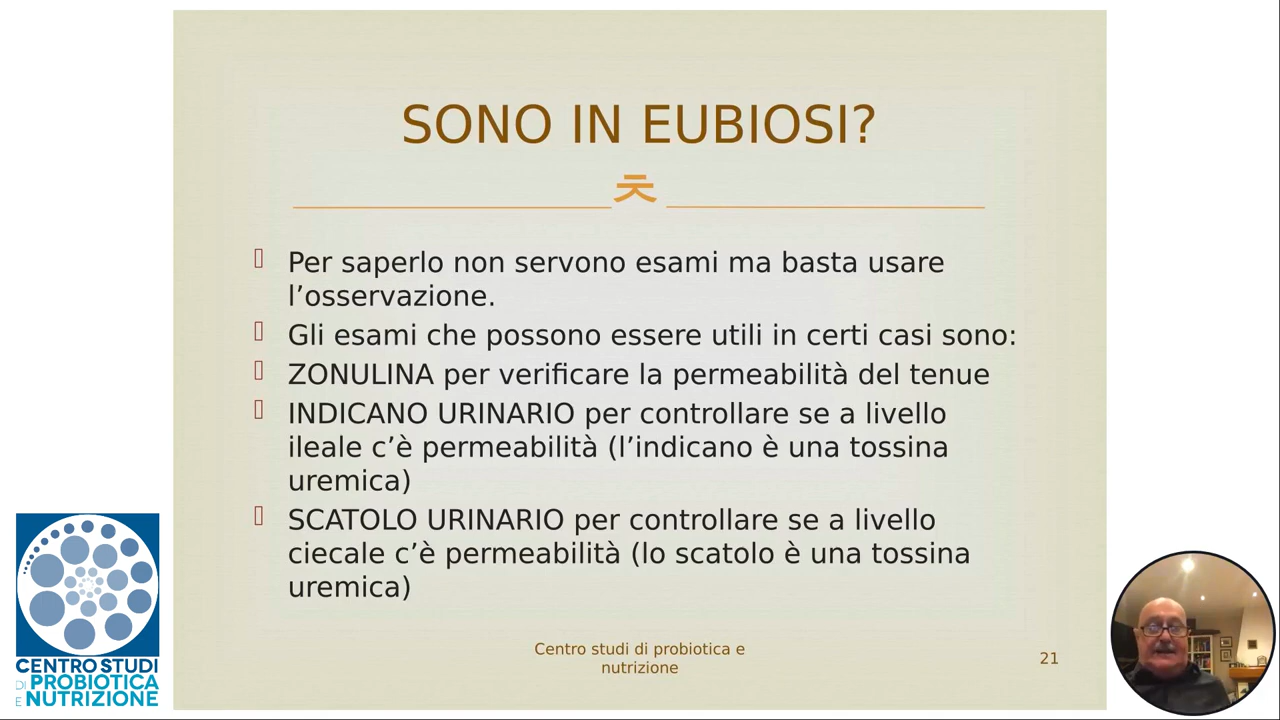 SONO IN EUBIOSI?
Per saperlo non servono esami ma basta usare
l’osservazione.
Gli esami che possono essere utili in certi casi sono:
ZONULINA per verificare la permeabilità del tenue
INDICANO URINARIO per controllare se a livello
ileale c’è permeabilità (l’indicano è una tossina
uremica)
SCATOLO URINARIO per controllare se a livello
ciecale c’è permeabilità (lo scatolo è una tossina
uremica)
Centro studi di probiotica e
nutrizione
21
CENTRO STUDI
DI PROBIOTICA
E NUTRIZIONE